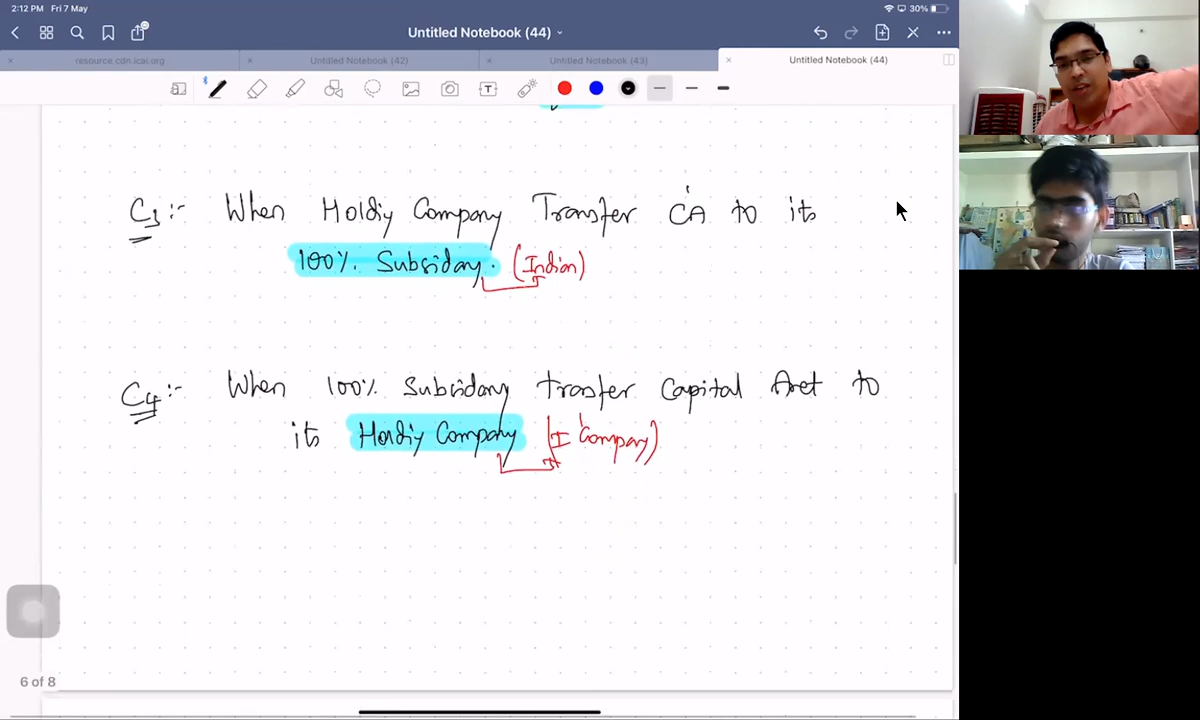 2:12 PM Fri 7 May
30%
Untitled Notebook (44)
resource.cdn.icai.org
Untitled Notebook (42)
Untitled Notebook (43)
Untitled Notebook (44)
C3:- When Holdiy Company Transfer CA to its
100% Subsidary. (Indian)
C4:- When 100% Subsidary transfer Capital Asset to
its Holdiy Company (I Company)
6 of 8